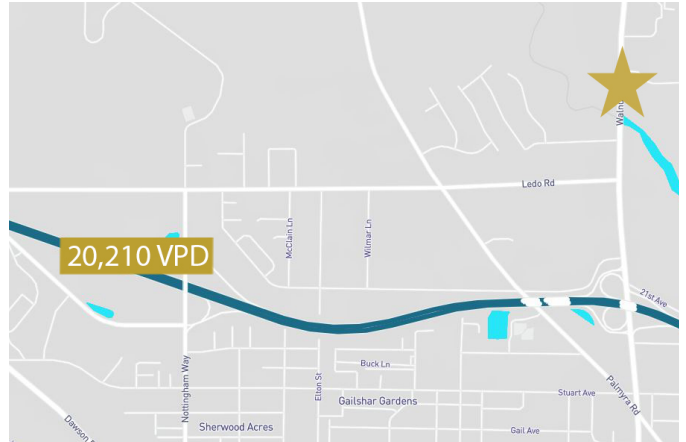 Ledo Rd
McClain Ln
Wilmar Ln
20,210 VPD
21st Ave
Nottingham Way
Elton St
Buck Ln
Palmyra Rd
Gailshar Gardens
Stuart Ave
Sherwood Acres
Gail Ave
Dawson